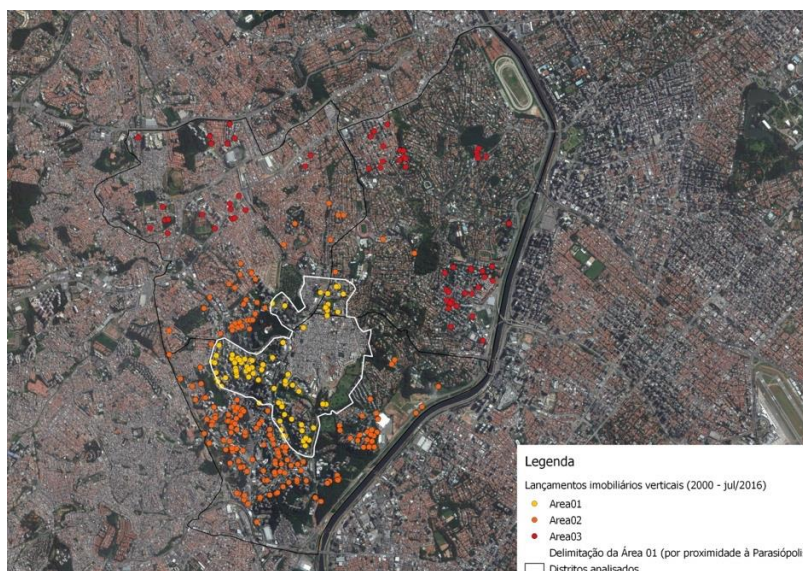 Legenda
Lançamentos imobiliários verticais (2000 - jul/2016)
Area01
Area02
Area03
Delimitação da Área 01 (por proximidade à Parasiópoli
Distritos analisados